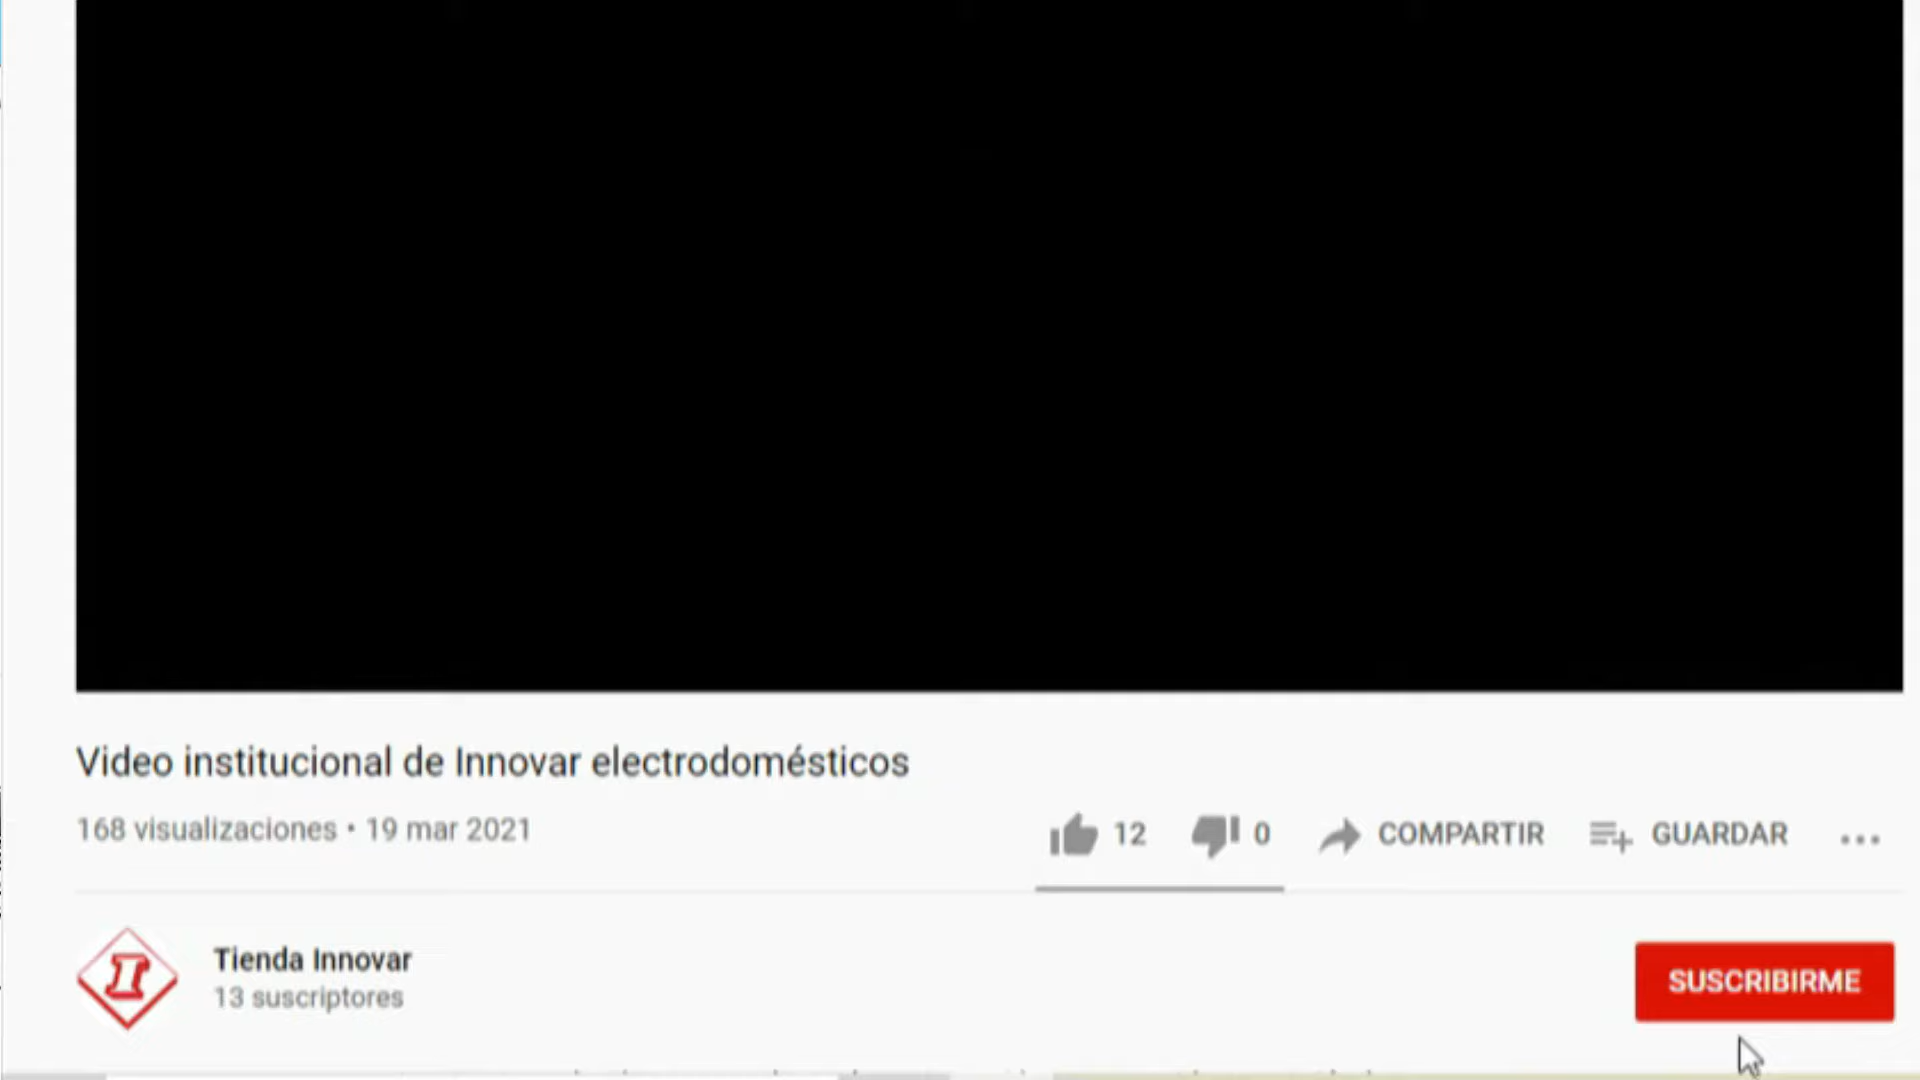 Video institucional de Innovar electrodomésticos
168 visualizaciones • 19 mar 2021
12 0 COMPARTIR GUARDAR ...
I
Tienda Innovar
13 suscriptores
SUSCRIBIRME